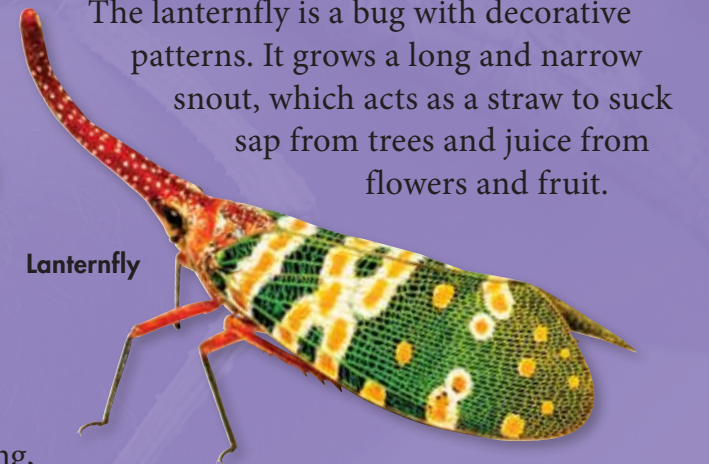 The lanternfly is a bug with decorative
patterns. It grows a long and narrow
snout, which acts as a straw to suck
sap from trees and juice from
flowers and fruit.
Lanternfly